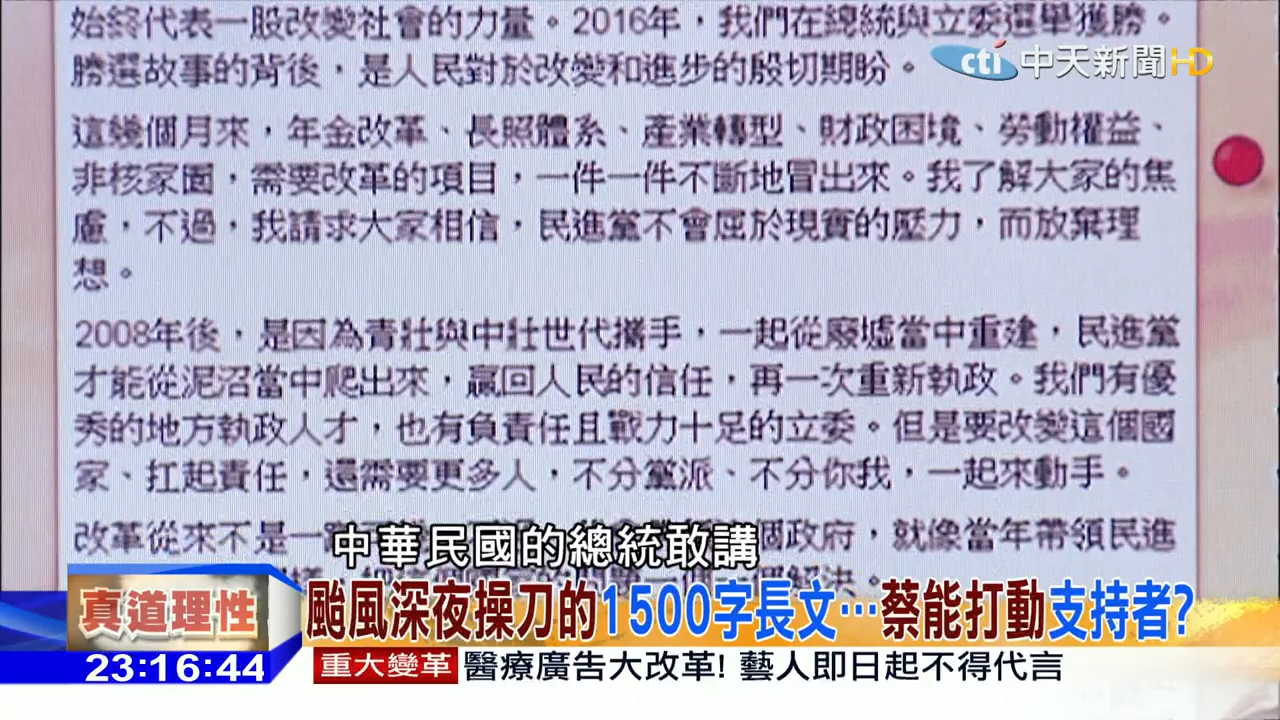 始終代表一股改變社會的力量。2016年，我們在總統與立委選舉獲勝。
勝選故事的背後，是人民對於改變和進步的殷切期盼。
cti 中天新聞HD
這幾個月來，年金改革、長照體系、產業轉型、財政困境、勞動權益、
非核家園，需要改革的項目，一件一件不斷地冒出來。我了解大家的焦
慮，不過，我請求大家相信，民進黨不會屈於現實的壓力，而放棄理
想。
2008年後，是因為青壯與中壯世代攜手，一起從廢墟當中重建，民進黨
才能從泥沼當中爬出來，贏回人民的信任，再一次重新執政。我們有優
秀的地方執政人才，也有負責任且戰力十足的立委。但是要改變這個國
家、扛起責任，還需要更多人，不分黨派、不分你我，一起來動手。
改革從來不是一 個政府，就像當年帶領民進
中華民國的總統敢講
解決。
真道理性
颱風深夜操刀的1500字長文…蔡能打動支持者?
23:16:44
重大變革 醫療廣告大改革! 藝人即日起不得代言